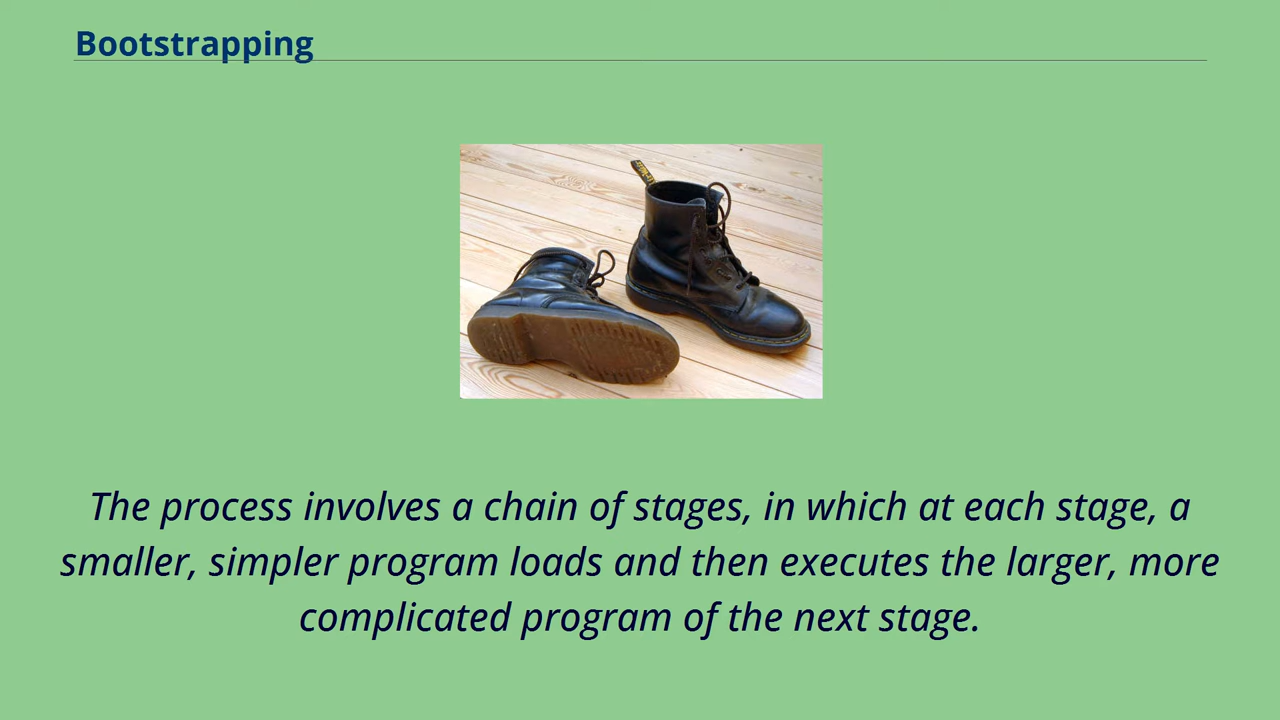 Bootstrapping
The process involves a chain of stages, in which at each stage, a
smaller, simpler program loads and then executes the larger, more
complicated program of the next stage.